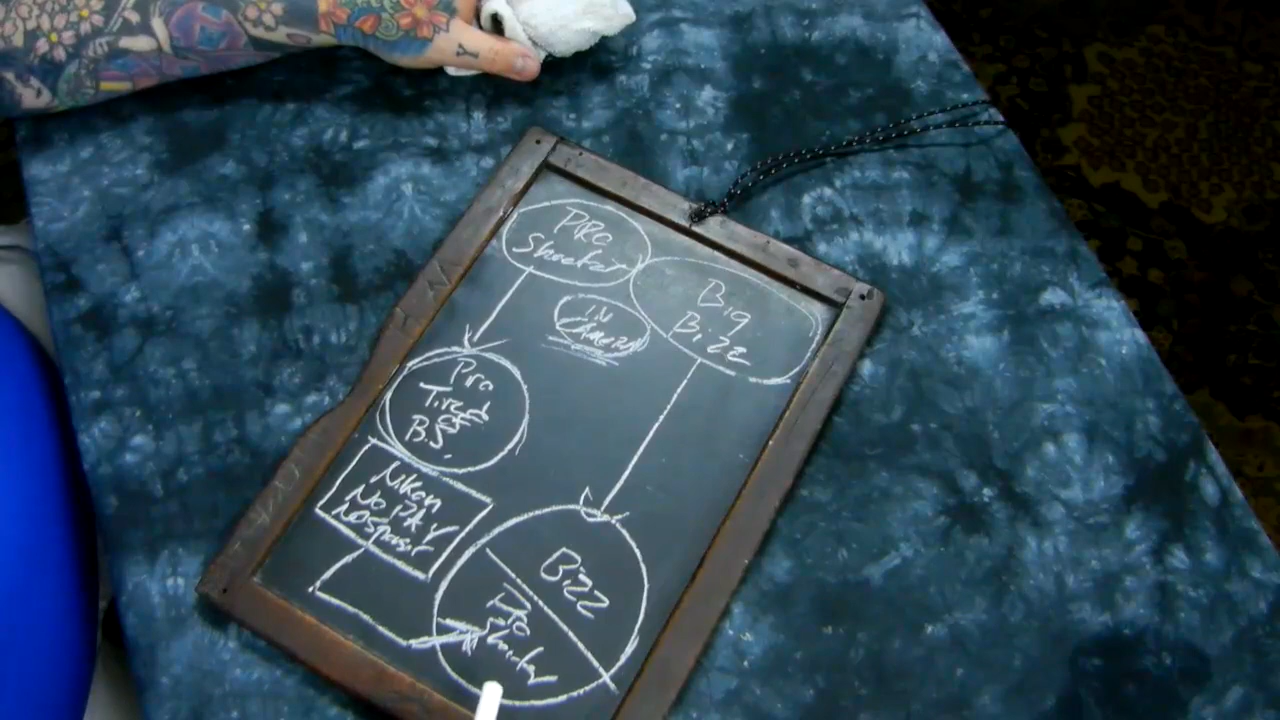 PRO
Shooter
Big
Bizz
IN
CAMERA
Pro
Tired
OF
B.S.
Nikon
NO PAY
NO Sponsor
Bizz
Pro
Shooter
Y